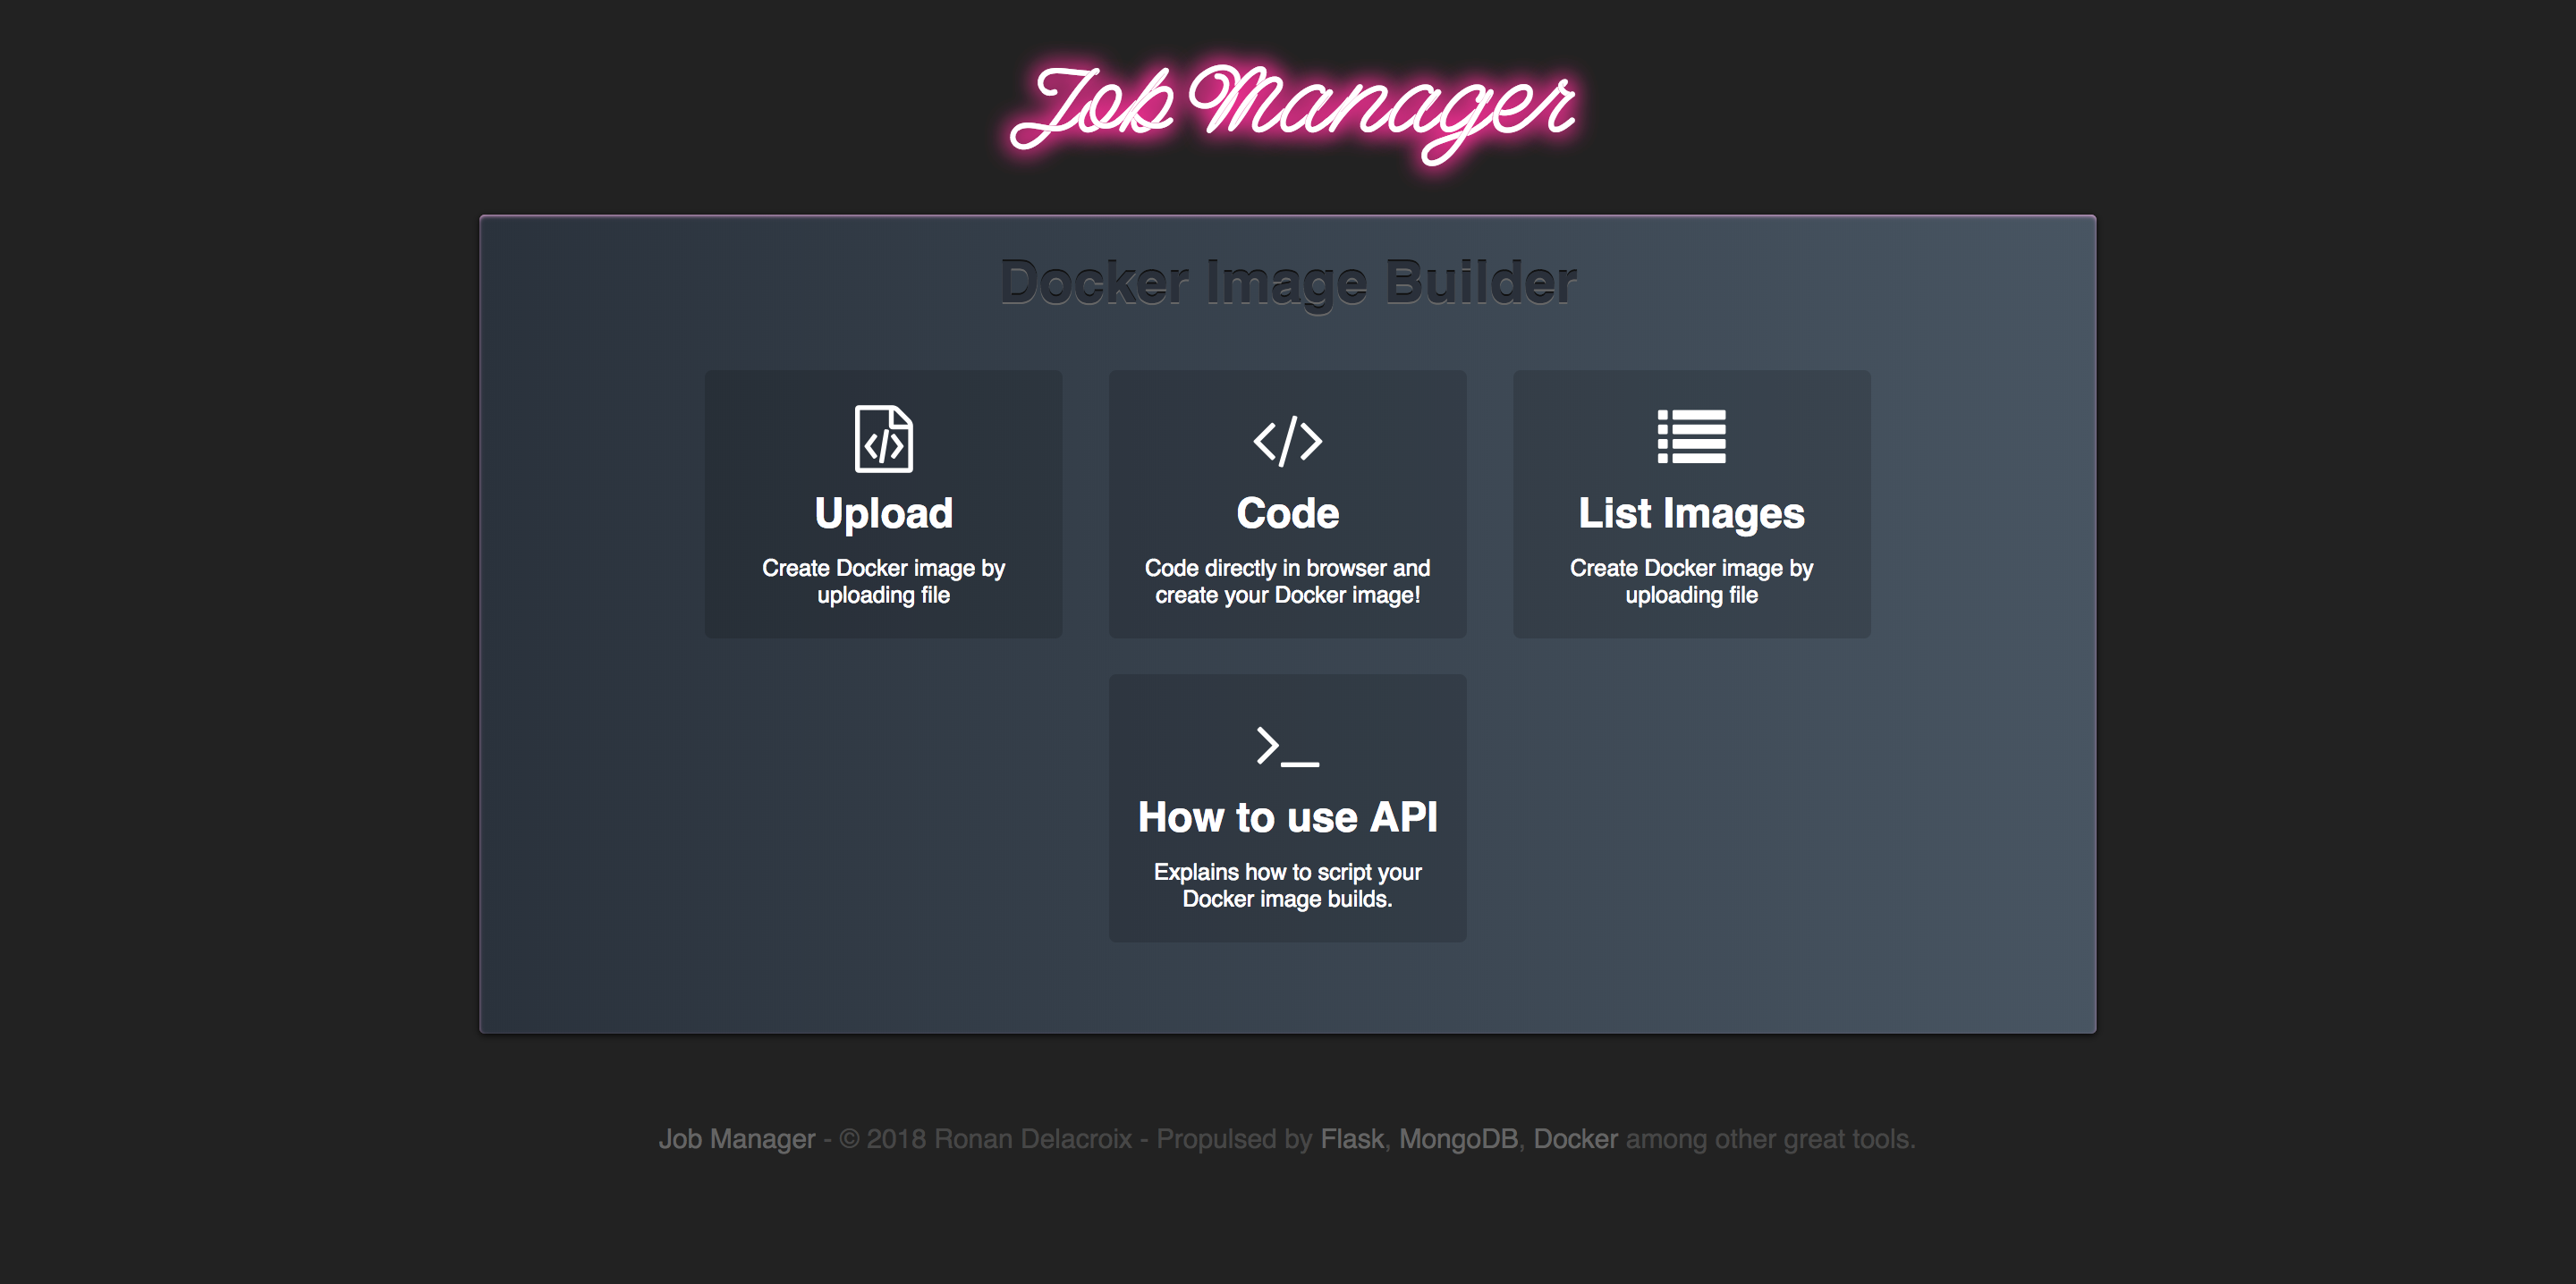 Job Manager
Docker Image Builder
Upload
Create Docker image by
uploading file
Code
Code directly in browser and
create your Docker image!
List Images
Create Docker image by
uploading file
How to use API
Explains how to script your
Docker image builds.
Job Manager - © 2018 Ronan Delacroix - Propulsed by Flask, MongoDB, Docker among other great tools.